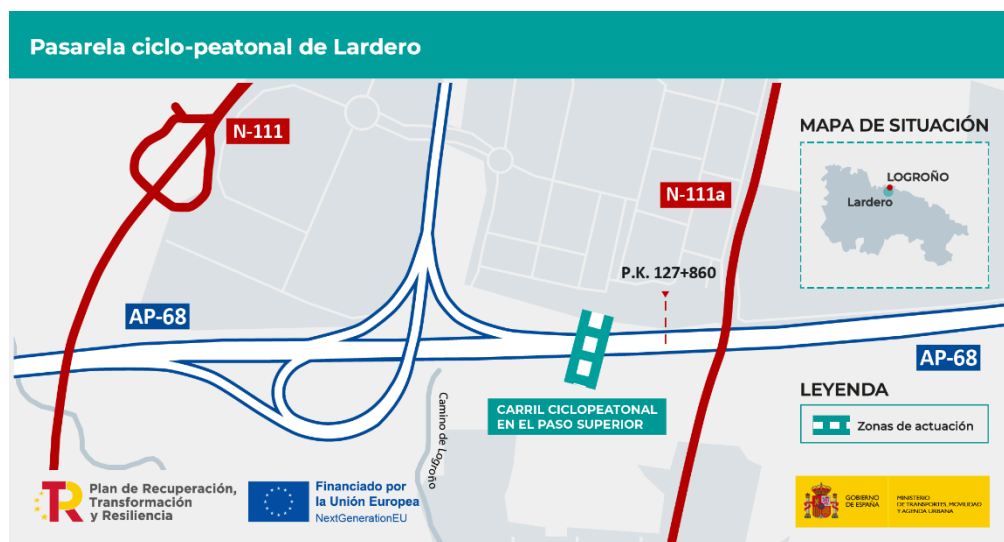 Pasarela ciclo-peatonal de Lardero
N-111
N-111a
MAPA DE SITUACIÓN
LOGROÑO
Lardero
P.K. 127+860
AP-68
AP-68
CARRIL CICLOPEATONAL
EN EL PASO SUPERIOR
Camino de Logroño
LEYENDA
Zonas de actuación
Plan de Recuperación,
Transformación
y Resiliencia
Financiado por
la Unión Europea
NextGenerationEU
GOBIERNO
DE ESPAÑA
MINISTERIO
DE TRANSPORTES, MOVILIDAD
Y AGENDA URBANA